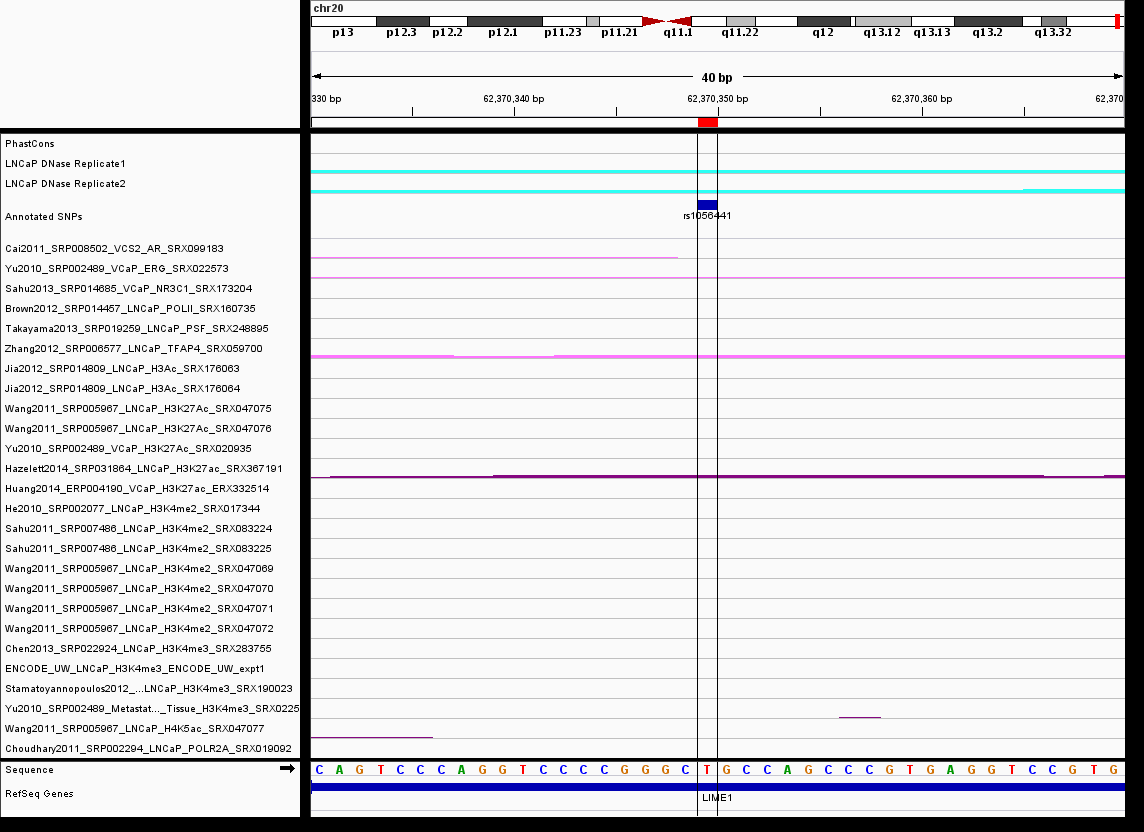 chr20
p13 p12.3 p12.2 p12.1 p11.23 p11.21 q11.1 q11.22 q12 q13.12 q13.13 q13.2 q13.32
40 bp
330 bp 62,370,340 bp 62,370,350 bp 62,370,360 bp 62,370
PhastCons
LNCaP DNase Replicate1
LNCaP DNase Replicate2
Annotated SNPs
rs1056441
Cai2011_SRP008502_VCS2_AR_SRX099183
Yu2010_SRP002489_VCaP_ERG_SRX022573
Sahu2013_SRP014685_VCaP_NR3C1_SRX173204
Brown2012_SRP014457_LNCaP_POLII_SRX160735
Takayama2013_SRP019259_LNCaP_PSF_SRX248895
Zhang2012_SRP006577_LNCaP_TFAP4_SRX059700
Jia2012_SRP014809_LNCaP_H3Ac_SRX176063
Jia2012_SRP014809_LNCaP_H3Ac_SRX176064
Wang2011_SRP005967_LNCaP_H3K27Ac_SRX047075
Wang2011_SRP005967_LNCaP_H3K27Ac_SRX047076
Yu2010_SRP002489_VCaP_H3K27Ac_SRX020935
Hazelett2014_SRP031864_LNCaP_H3K27ac_SRX367191
Huang2014_ERP004190_VCaP_H3K27ac_ERX332514
He2010_SRP002077_LNCaP_H3K4me2_SRX017344
Sahu2011_SRP007486_LNCaP_H3K4me2_SRX083224
Sahu2011_SRP007486_LNCaP_H3K4me2_SRX083225
Wang2011_SRP005967_LNCaP_H3K4me2_SRX047069
Wang2011_SRP005967_LNCaP_H3K4me2_SRX047070
Wang2011_SRP005967_LNCaP_H3K4me2_SRX047071
Wang2011_SRP005967_LNCaP_H3K4me2_SRX047072
Chen2013_SRP022924_LNCaP_H3K4me3_SRX283755
ENCODE_UW_LNCaP_H3K4me3_ENCODE_UW_expt1
Stamatoyannopoulos2012_...LNCaP_H3K4me3_SRX190023
Yu2010_SRP002489_Metastat..._Tissue_H3K4me3_SRX0225
Wang2011_SRP005967_LNCaP_H4K5ac_SRX047077
Choudhary2011_SRP002294_LNCaP_POLR2A_SRX019092
Sequence C A G T C C C A G G T C C C C G G G C T G C C A G C C C G T G A G G T C C G T G
RefSeq Genes
LIME1